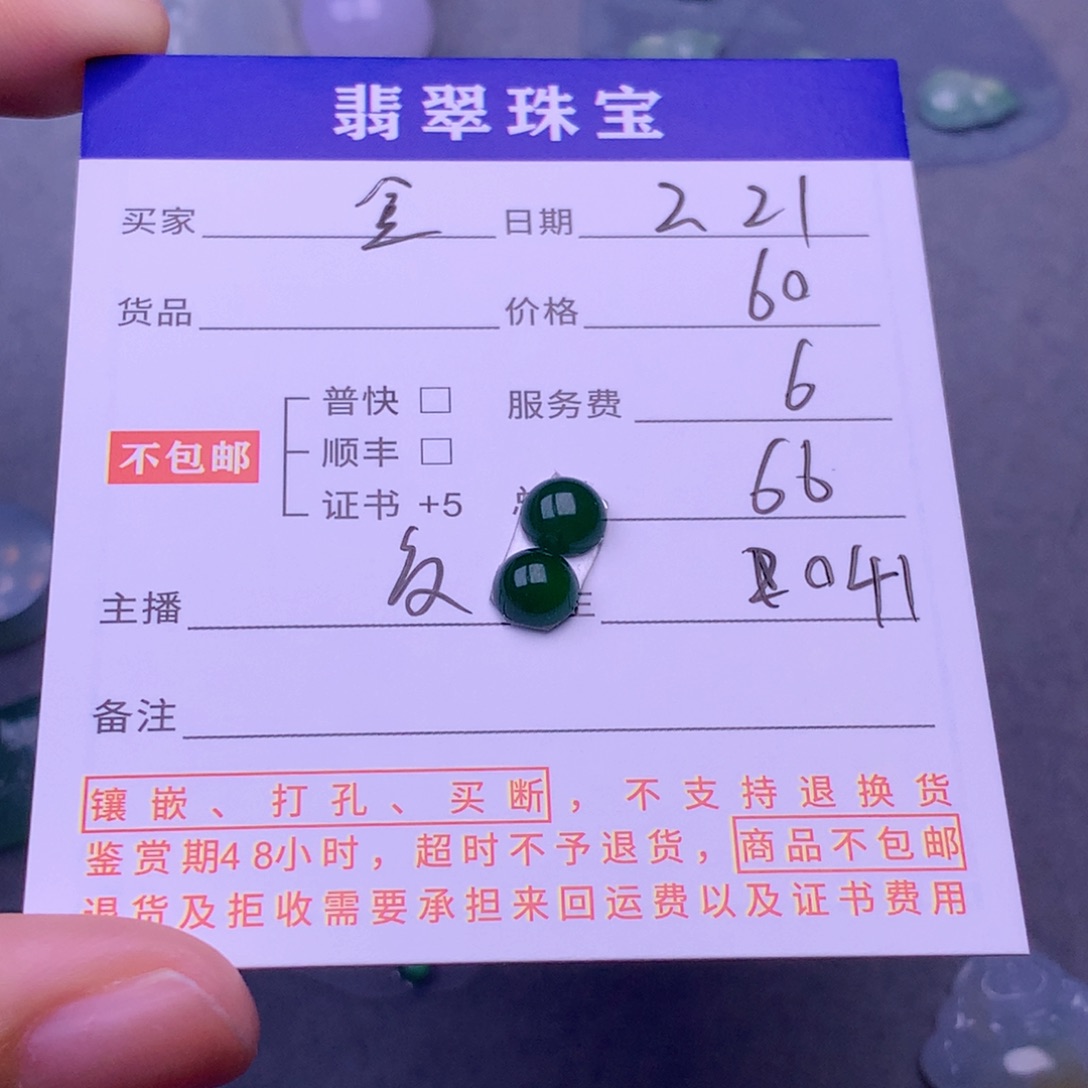 翡翠珠宝
买家 金 日期 2 21
货品 价格 60
普快 □ 服务费 6
不包邮 顺丰 □
证书 +5 66
主播 041
备注
镶嵌、打孔、买断，不支持退换货
鉴赏期48小时，超时不予退货，商品不包邮
退货及拒收需要承担来回运费以及证书费用